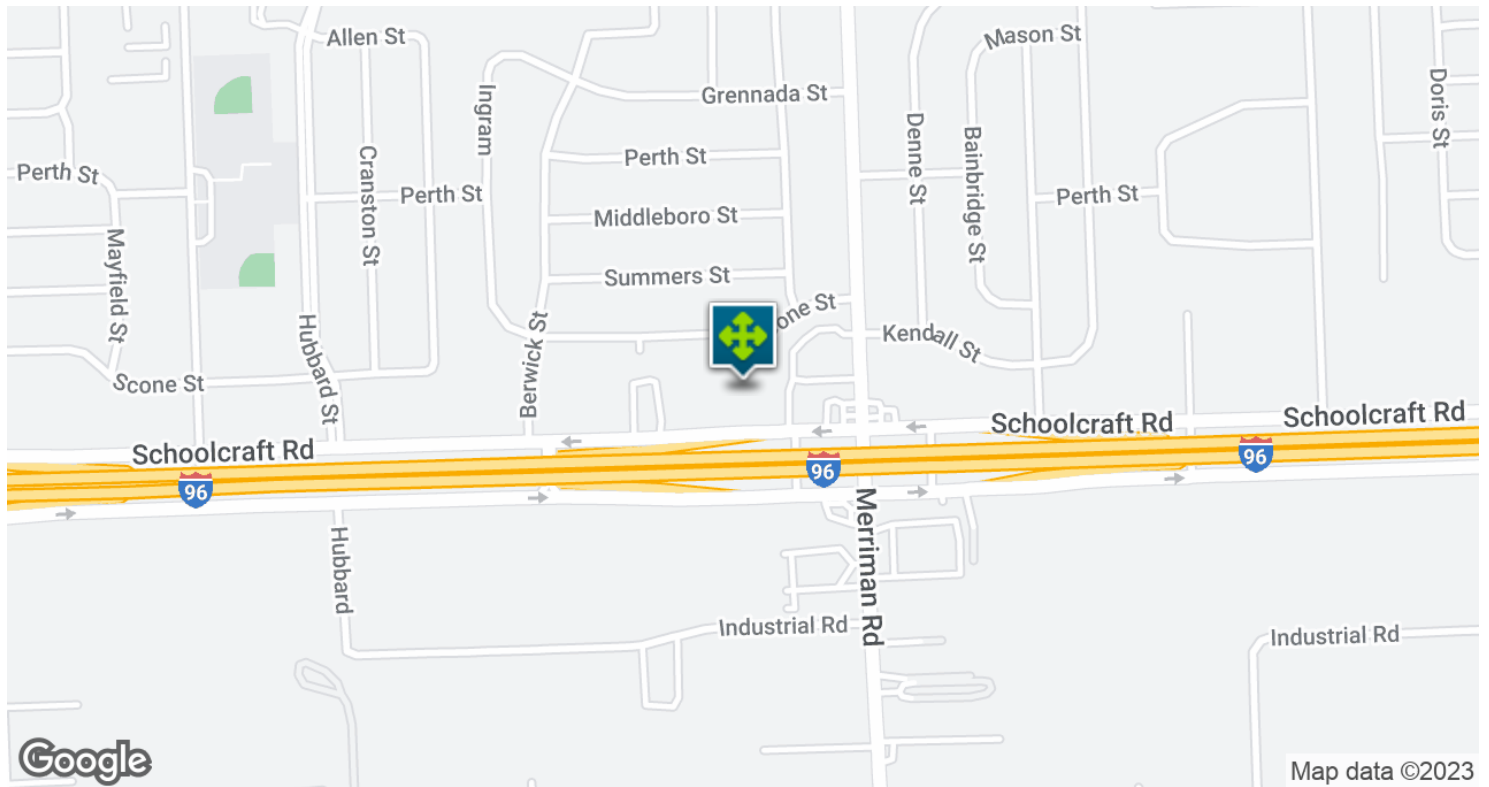 Allen St
Mason St
Grennada St
Ingram
Doris St
Denne St
Bainbridge St
Perth St
Cranston St
Perth St
Perth St
Perth St
Middleboro St
Mayfield St
Summers St
Hubbard St
Berwick St
Kendall St
Scone St
Schoolcraft Rd
Schoolcraft Rd
Schoolcraft Rd
96
96
96
Merriman Rd
Hubbard
Industrial Rd
Industrial Rd
Google
Map data ©2023